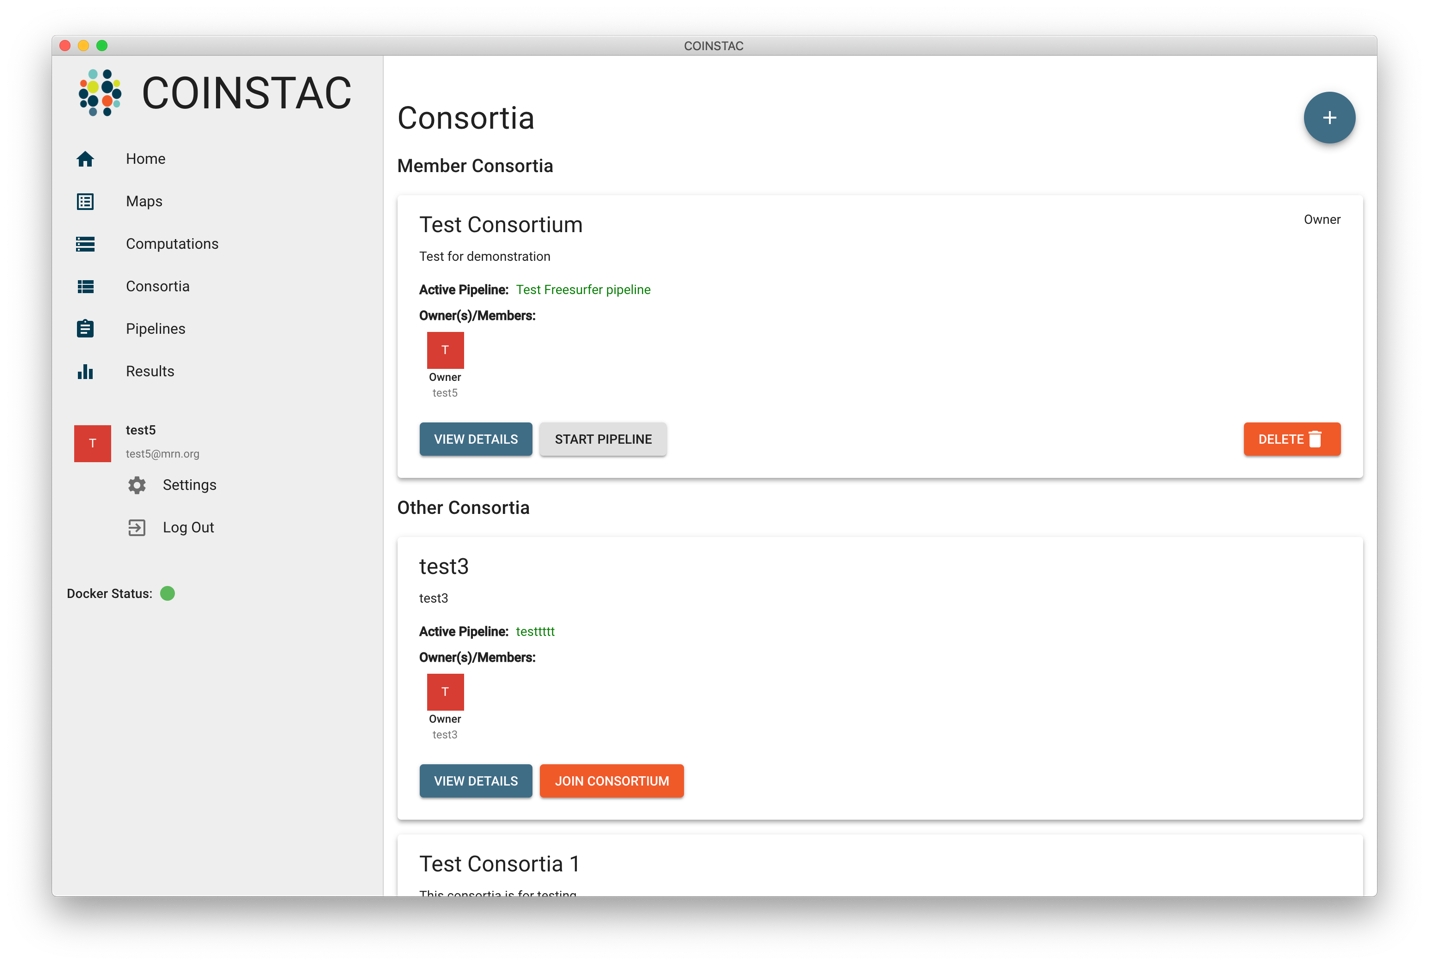 COINSTAC
COINSTAC
Home
Maps
Computations
Consortia
Pipelines
Results
T
test5
test5@mrn.org
Settings
Log Out
Docker Status:
Consortia
+
Member Consortia
Test Consortium
Owner
Test for demonstration
Active Pipeline: Test Freesurfer pipeline
Owner(s)/Members:
T
Owner
test5
VIEW DETAILS
START PIPELINE
DELETE
Other Consortia
test3
test3
Active Pipeline: testtttt
Owner(s)/Members:
T
Owner
test3
VIEW DETAILS
JOIN CONSORTIUM
Test Consortia 1
This consortia is for testing